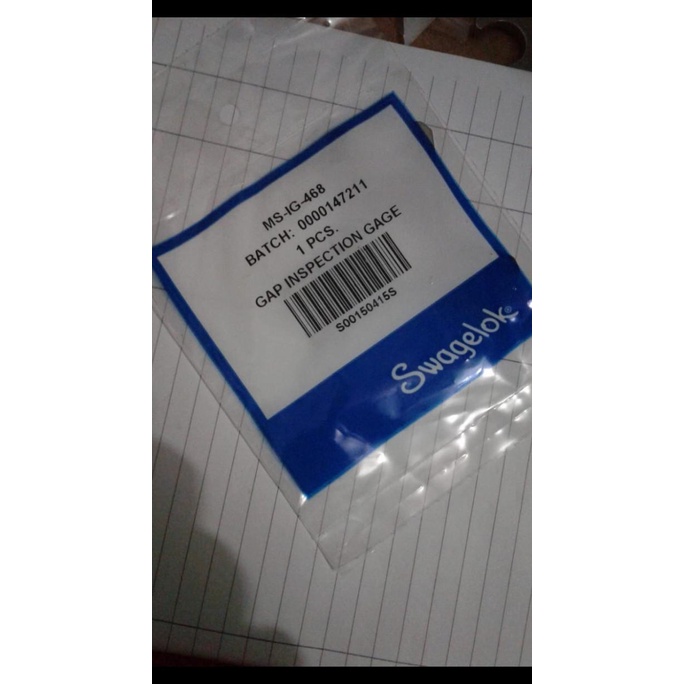 MS-IG-468
BATCH: 0000147211
1 PCS.
GAP INSPECTION GAGE
S00150415S
Swagelok®